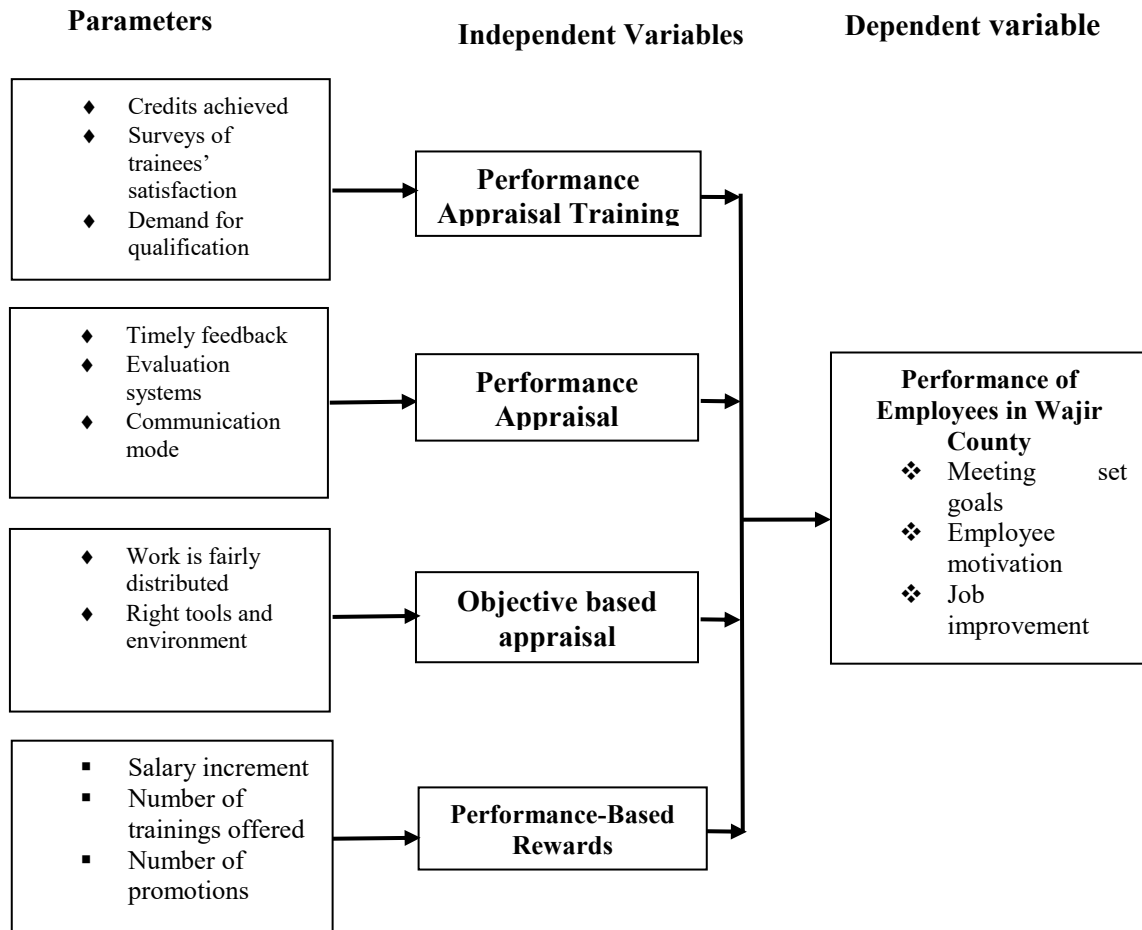 Parameters
Independent Variables
Dependent variable
♦ Credits achieved
♦ Surveys of
trainees’
satisfaction
♦ Demand for
qualification
Performance
Appraisal Training
♦ Timely feedback
♦ Evaluation
systems
♦ Communication
mode
Performance
Appraisal
♦ Work is fairly
distributed
♦ Right tools and
environment
Objective based
appraisal
▪ Salary increment
▪ Number of
trainings offered
▪ Number of
promotions
Performance-Based
Rewards
Performance of
Employees in Wajir
County
❖ Meeting set
goals
❖ Employee
motivation
❖ Job
improvement